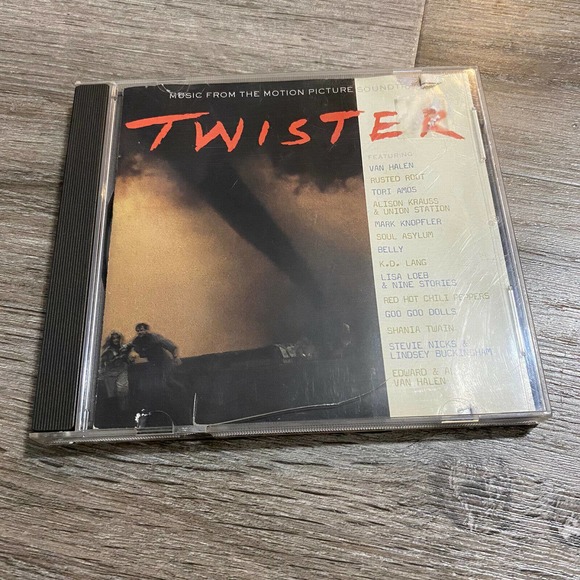 MUSIC FROM THE MOTION PICTURE
TWISTER
FEATURING
VAN HALEN
RUSTED ROOT
TORI AMOS
ALISON KRAUSS
& UNION STATION
MARK KNOPFLER
SOUL ASYLUM
BELLY
K.D. LANG
LISA LOEB
& NINE STORIES
RED HOT CHILI PEPPERS
GOO GOO DOLLS
SHANIA TWAIN
STEVIE NICKS &
LINDSEY BUCKINGHAM
EDWARD &
VAN HALEN